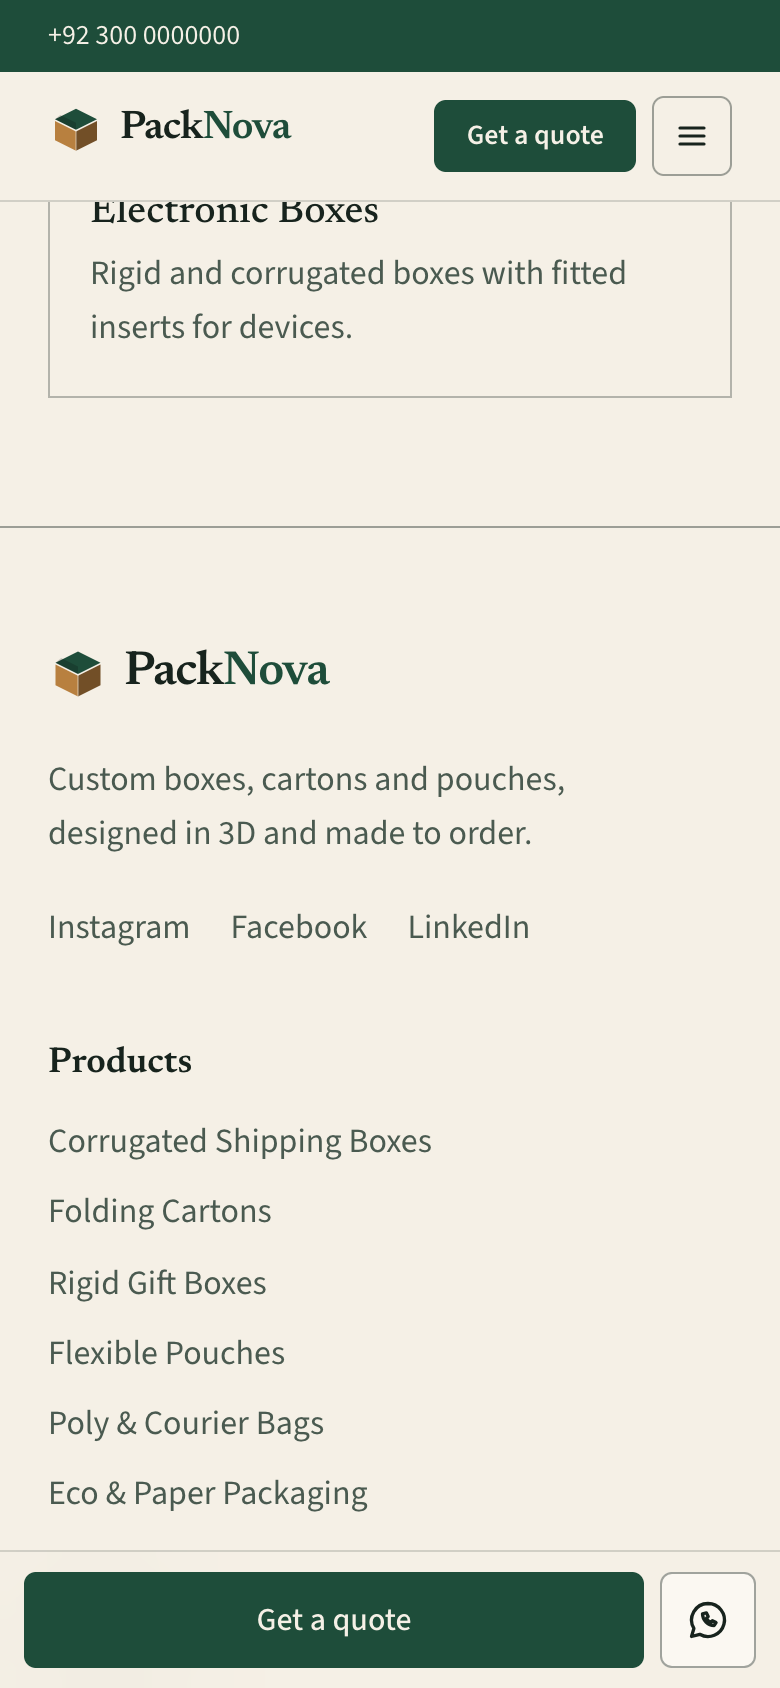 +92 300 0000000
PackNova
Get a quote
Electronic Boxes
Rigid and corrugated boxes with fitted
inserts for devices.
PackNova
Custom boxes, cartons and pouches,
designed in 3D and made to order.
Instagram Facebook LinkedIn
Products
Corrugated Shipping Boxes
Folding Cartons
Rigid Gift Boxes
Flexible Pouches
Poly & Courier Bags
Eco & Paper Packaging
Get a quote